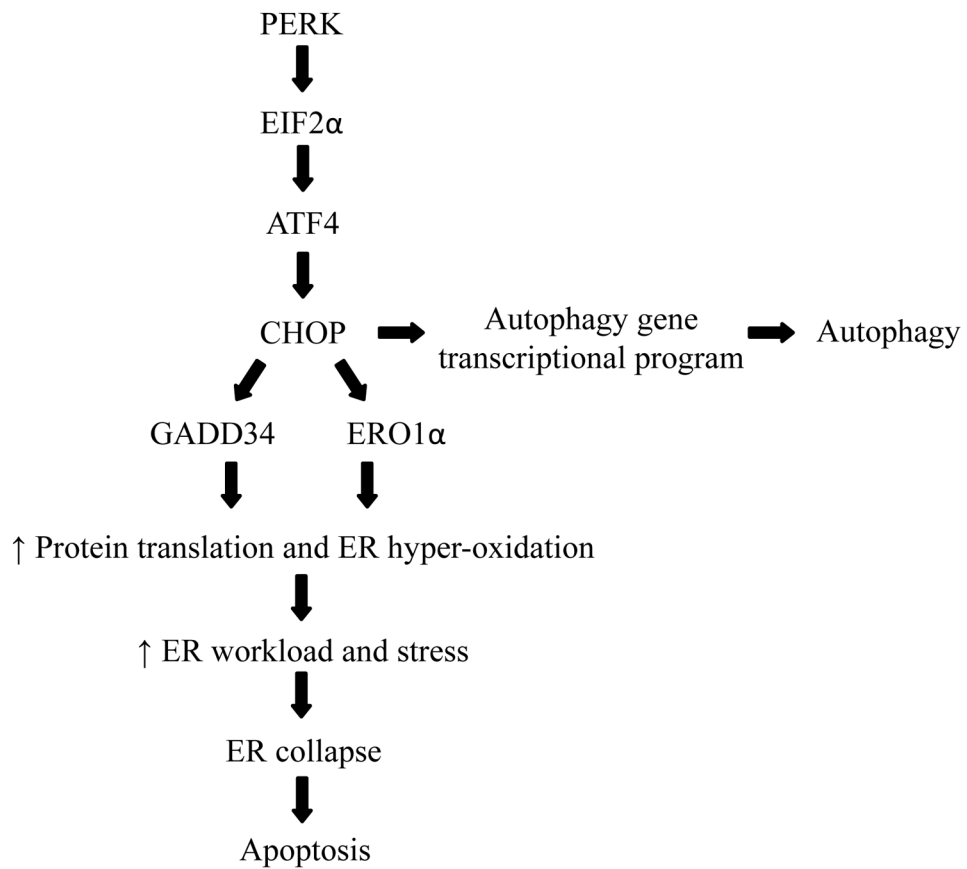 PERK
EIF2α
ATF4
CHOP
Autophagy gene
transcriptional program
Autophagy
GADD34
ERO1α
↑ Protein translation and ER hyper-oxidation
↑ ER workload and stress
ER collapse
Apoptosis